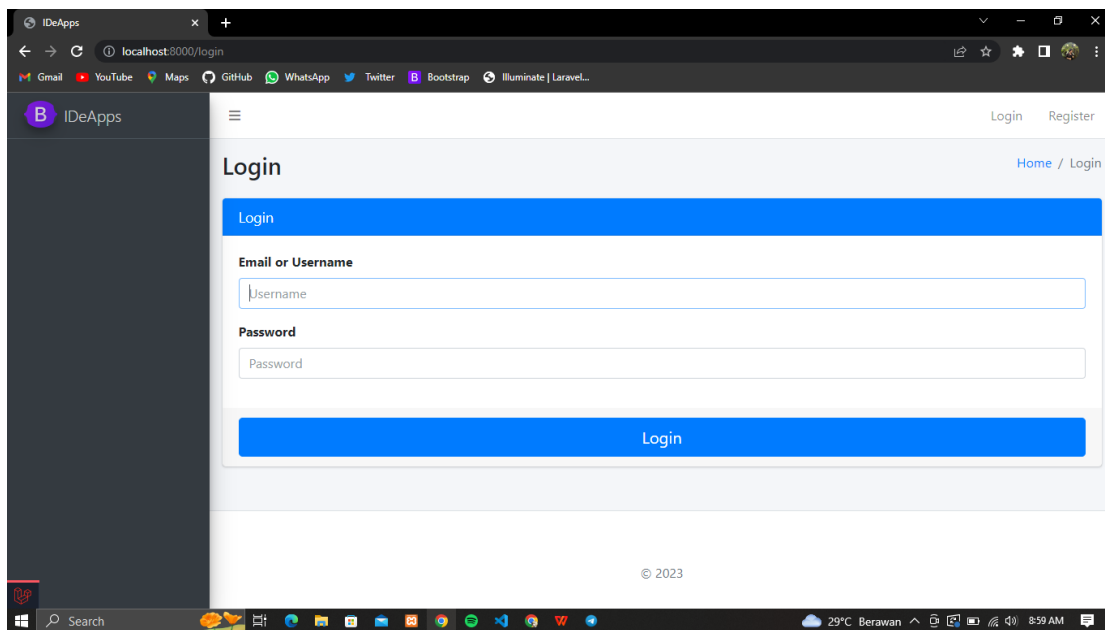 IDeApps
localhost:8000/login
Gmail YouTube Maps GitHub WhatsApp Twitter B Bootstrap Illuminate | Laravel...
B IDeApps
Login Register
Login
Home / Login
Login
Email or Username
Username
Password
Password
Login
© 2023
Search
29°C Berawan 8:59 AM